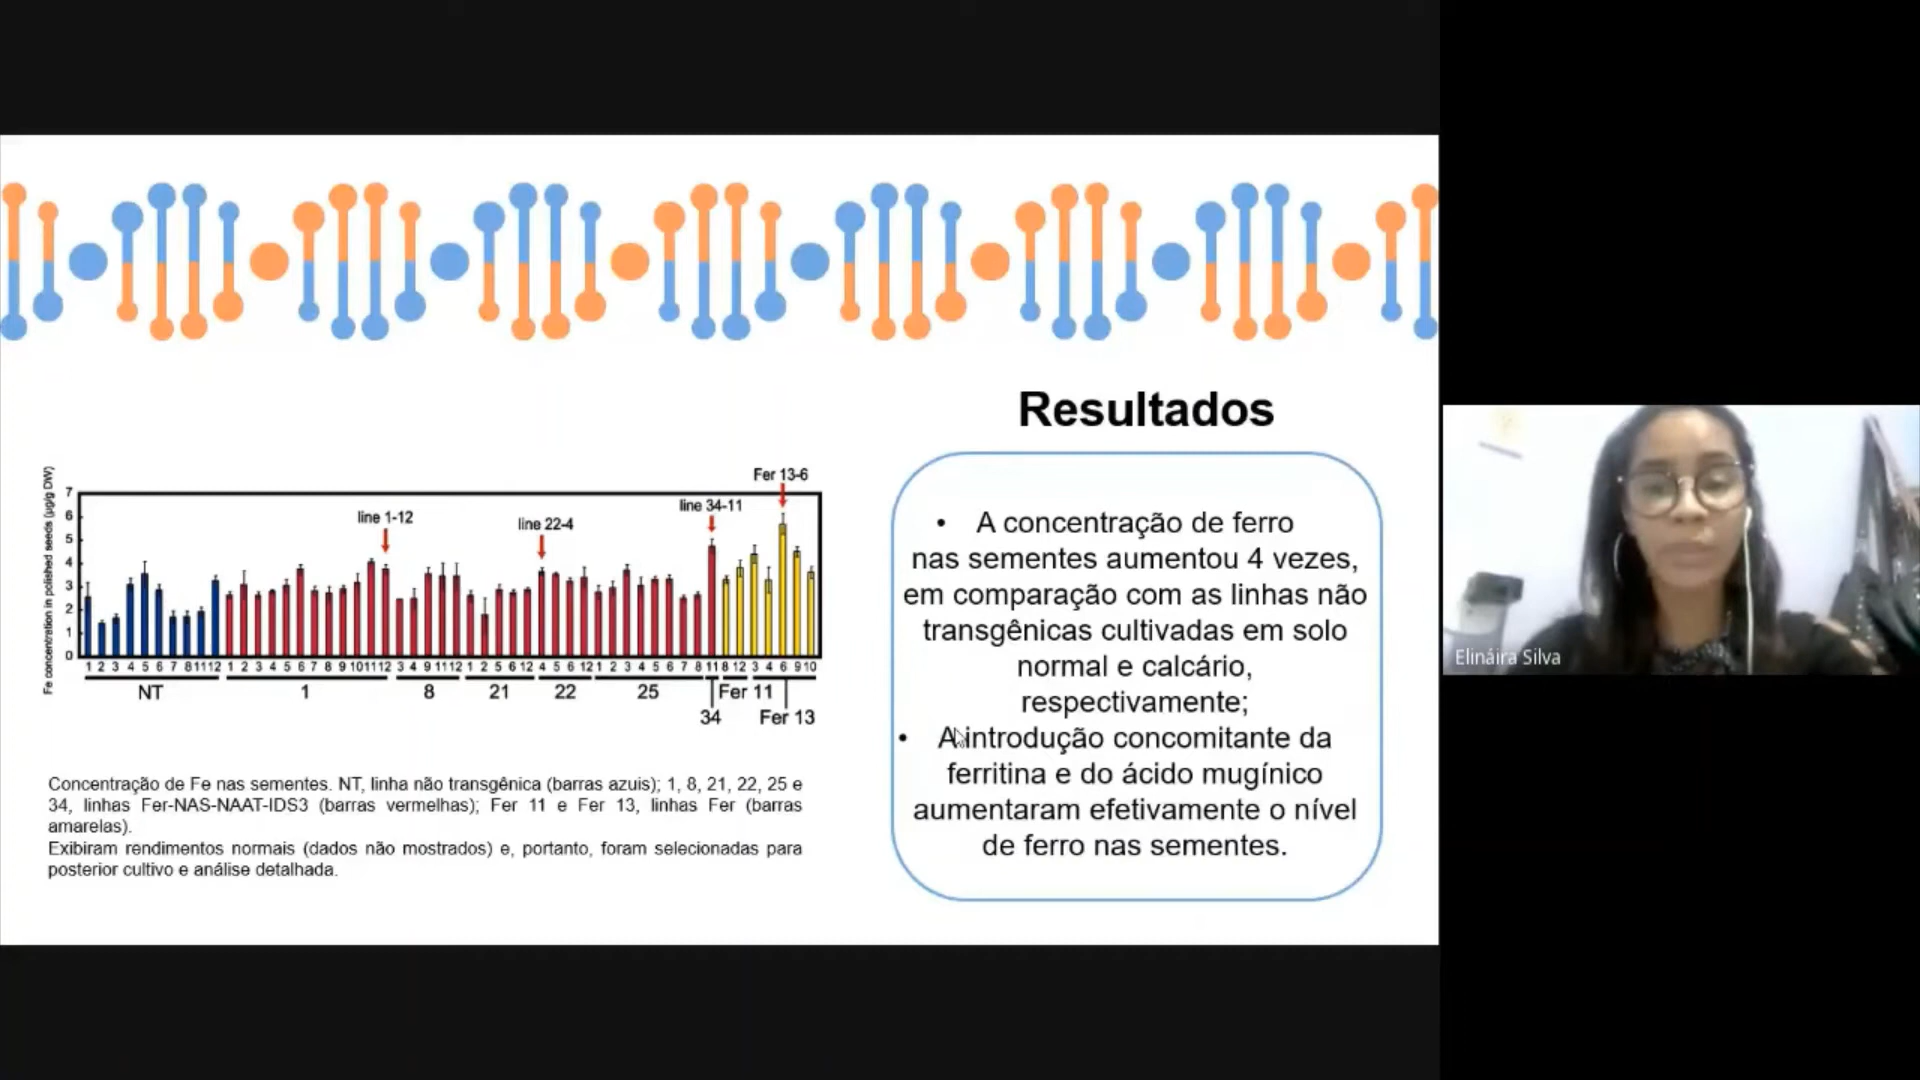 Resultados
Fer 13-6
line 34-11
line 1-12
line 22-4
Fe concentration in polished seeds (µg/g DW)
7
6
5
4
3
2
1
0
1 2 3 4 5 6 7 8 11 12 1 2 3 4 5 6 7 8 9 10 11 12 3 4 9 11 12 1 2 5 6 12 4 5 6 12 1 2 3 4 5 6 7 8 11 8 12 3 4 6 9 10
NT 1 8 21 22 25 Fer 11
34 Fer 13
Concentração de Fe nas sementes. NT, linha não transgênica (barras azuis); 1, 8, 21, 22, 25 e
34, linhas Fer-NAS-NAAT-IDS3 (barras vermelhas); Fer 11 e Fer 13, linhas Fer (barras
amarelas).
Exibiram rendimentos normais (dados não mostrados) e, portanto, foram selecionadas para
posterior cultivo e análise detalhada.
• A concentração de ferro
nas sementes aumentou 4 vezes,
em comparação com as linhas não
transgênicas cultivadas em solo
normal e calcário,
respectivamente;
• A introdução concomitante da
ferritina e do ácido mugínico
aumentaram efetivamente o nível
de ferro nas sementes.
Elináira Silva